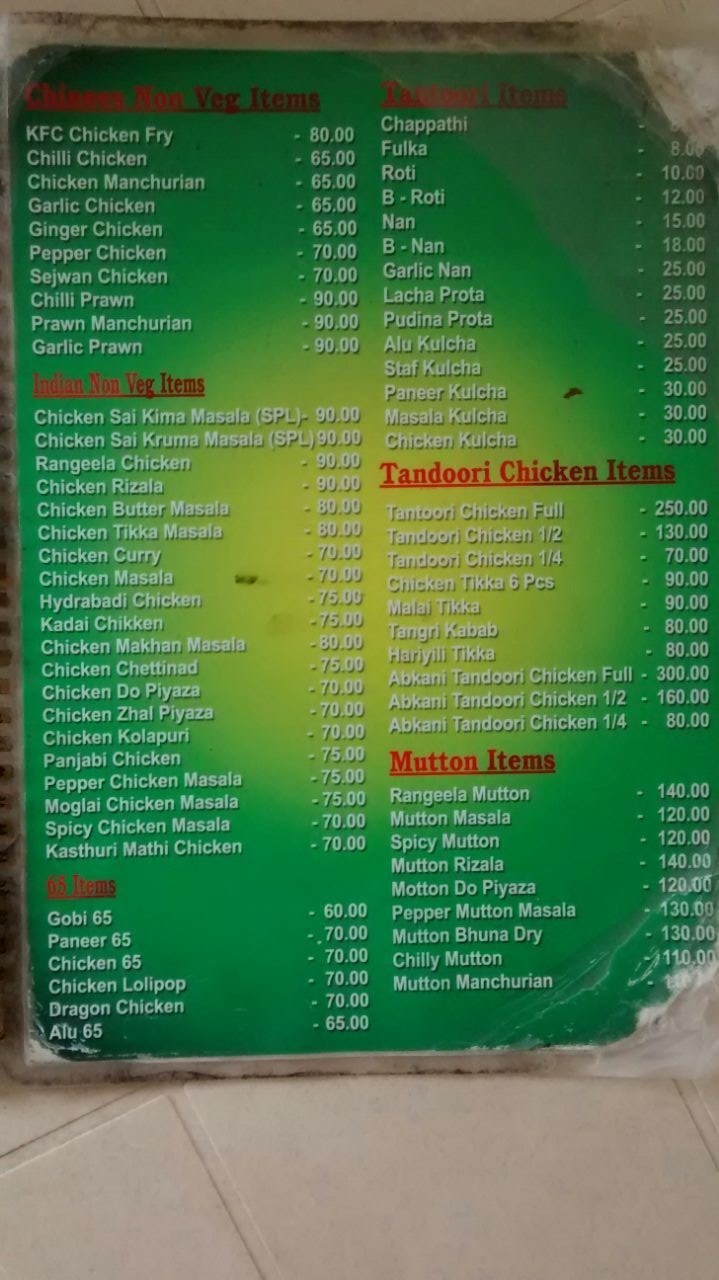 Chinees Non Veg Items
KFC Chicken Fry - 80.00
Chilli Chicken - 65.00
Chicken Manchurian - 65.00
Garlic Chicken - 65.00
Ginger Chicken - 65.00
Pepper Chicken - 70.00
Sejwan Chicken - 70.00
Chilli Prawn - 90.00
Prawn Manchurian - 90.00
Garlic Prawn - 90.00
Indian Non Veg Items
Chicken Sai Kima Masala (SPL)- 90.00
Chicken Sai Kruma Masala (SPL) 90.00
Rangeela Chicken - 90.00
Chicken Rizala - 90.00
Chicken Butter Masala - 80.00
Chicken Tikka Masala - 80.00
Chicken Curry - 70.00
Chicken Masala - 70.00
Hydrabadi Chicken - 75.00
Kadai Chikken - 75.00
Chicken Makhan Masala - 80.00
Chicken Chettinad - 75.00
Chicken Do Piyaza - 70.00
Chicken Zhal Piyaza - 70.00
Chicken Kolapuri - 70.00
Panjabi Chicken - 75.00
Pepper Chicken Masala - 75.00
Moglai Chicken Masala - 75.00
Spicy Chicken Masala - 70.00
Kasthuri Mathi Chicken - 70.00
65 Items
Gobi 65 - 60.00
Paneer 65 - 70.00
Chicken 65 - 70.00
Chicken Lolipop - 70.00
Dragon Chicken - 70.00
Alu 65 - 65.00
Tantoori Items
Chappathi -
Fulka - 8.00
Roti - 10.00
B - Roti - 12.00
Nan - 15.00
B - Nan - 18.00
Garlic Nan - 25.00
Lacha Prota - 25.00
Pudina Prota - 25.00
Alu Kulcha - 25.00
Staf Kulcha - 25.00
Paneer Kulcha - 30.00
Masala Kulcha - 30.00
Chicken Kulcha - 30.00
Tandoori Chicken Items
Tantoori Chicken Full - 250.00
Tandoori Chicken 1/2 - 130.00
Tandoori Chicken 1/4 - 70.00
Chicken Tikka 6 Pcs - 90.00
Malai Tikka - 90.00
Tangri Kabab - 80.00
Hariyili Tikka - 80.00
Abkani Tandoori Chicken Full - 300.00
Abkani Tandoori Chicken 1/2 - 160.00
Abkani Tandoori Chicken 1/4 - 80.00
Mutton Items
Rangeela Mutton - 140.00
Mutton Masala - 120.00
Spicy Mutton - 120.00
Mutton Rizala - 140.00
Motton Do Piyaza - 120.00
Pepper Mutton Masala - 130.00
Mutton Bhuna Dry - 130.00
Chilly Mutton - 110.00
Mutton Manchurian -